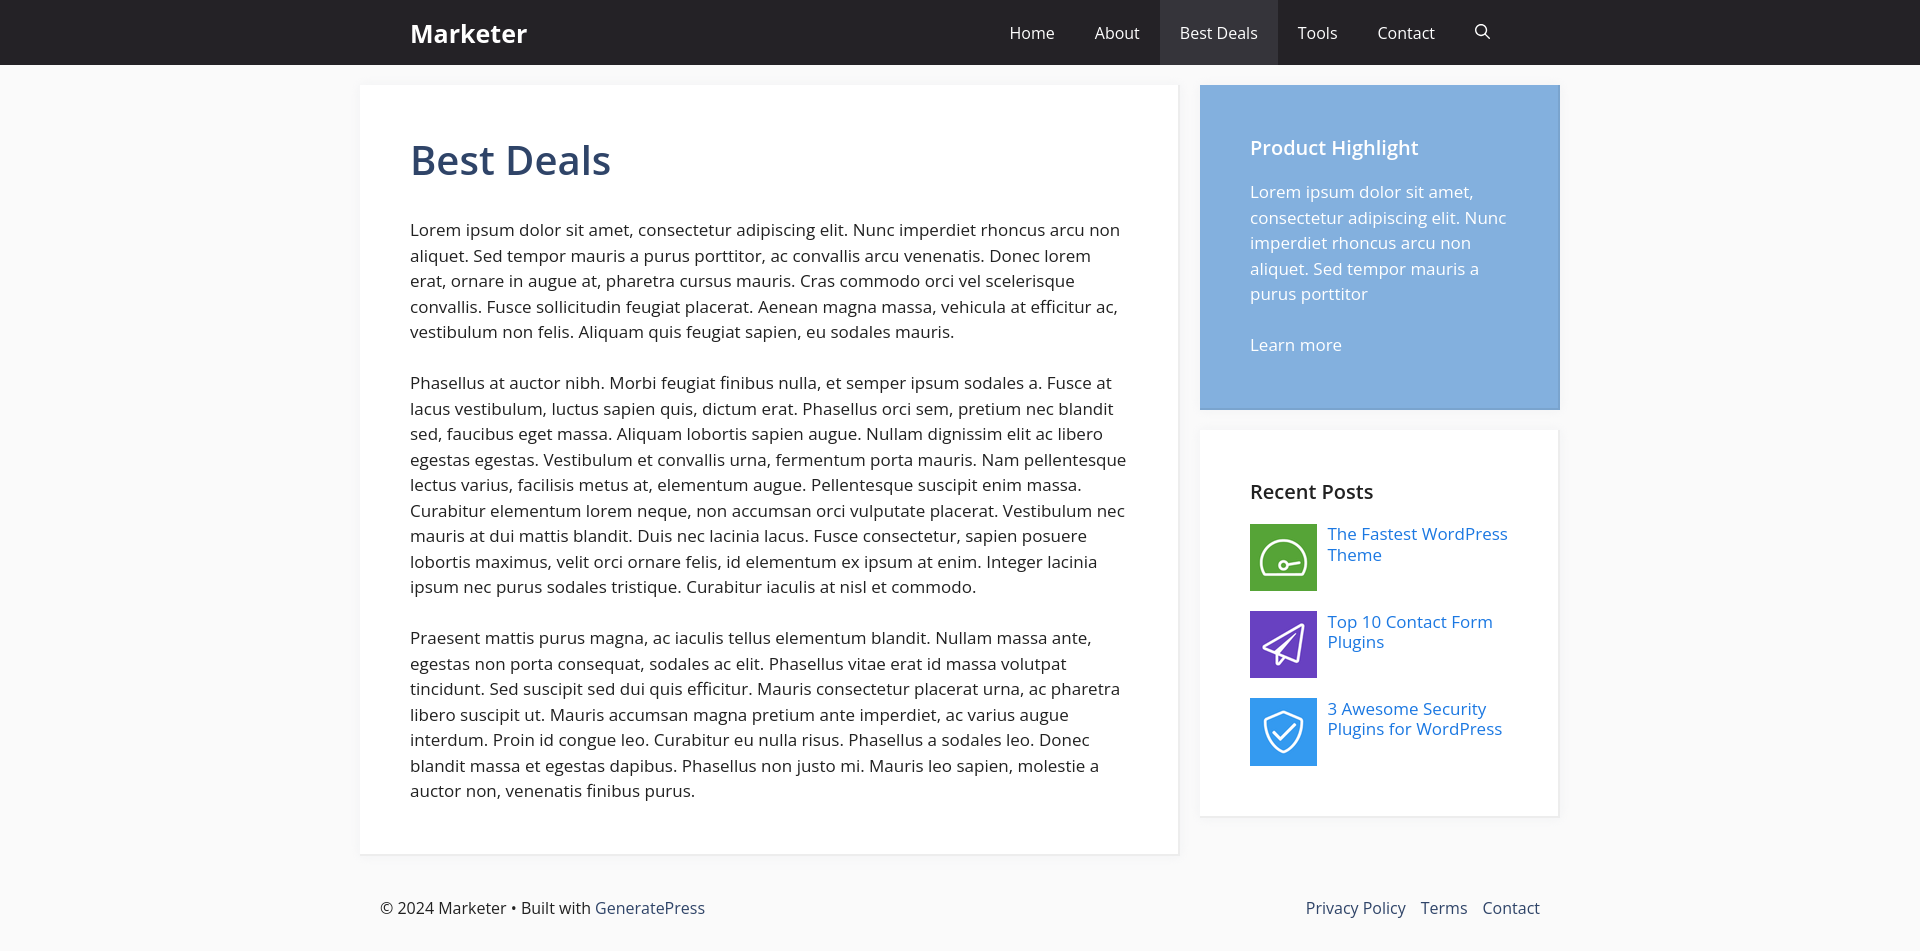 Marketer
Home
About
Best Deals
Tools
Contact
Best Deals
Lorem ipsum dolor sit amet, consectetur adipiscing elit. Nunc imperdiet rhoncus arcu non
aliquet. Sed tempor mauris a purus porttitor, ac convallis arcu venenatis. Donec lorem
erat, ornare in augue at, pharetra cursus mauris. Cras commodo orci vel scelerisque
convallis. Fusce sollicitudin feugiat placerat. Aenean magna massa, vehicula at efficitur ac,
vestibulum non felis. Aliquam quis feugiat sapien, eu sodales mauris.
Phasellus at auctor nibh. Morbi feugiat finibus nulla, et semper ipsum sodales a. Fusce at
lacus vestibulum, luctus sapien quis, dictum erat. Phasellus orci sem, pretium nec blandit
sed, faucibus eget massa. Aliquam lobortis sapien augue. Nullam dignissim elit ac libero
egestas egestas. Vestibulum et convallis urna, fermentum porta mauris. Nam pellentesque
lectus varius, facilisis metus at, elementum augue. Pellentesque suscipit enim massa.
Curabitur elementum lorem neque, non accumsan orci vulputate placerat. Vestibulum nec
mauris at dui mattis blandit. Duis nec lacinia lacus. Fusce consectetur, sapien posuere
lobortis maximus, velit orci ornare felis, id elementum ex ipsum at enim. Integer lacinia
ipsum nec purus sodales tristique. Curabitur iaculis at nisl et commodo.
Praesent mattis purus magna, ac iaculis tellus elementum blandit. Nullam massa ante,
egestas non porta consequat, sodales ac elit. Phasellus vitae erat id massa volutpat
tincidunt. Sed suscipit sed dui quis efficitur. Mauris consectetur placerat urna, ac pharetra
libero suscipit ut. Mauris accumsan magna pretium ante imperdiet, ac varius augue
interdum. Proin id congue leo. Curabitur eu nulla risus. Phasellus a sodales leo. Donec
blandit massa et egestas dapibus. Phasellus non justo mi. Mauris leo sapien, molestie a
auctor non, venenatis finibus purus.
Product Highlight
Lorem ipsum dolor sit amet,
consectetur adipiscing elit. Nunc
imperdiet rhoncus arcu non
aliquet. Sed tempor mauris a
purus porttitor
Learn more
Recent Posts
The Fastest WordPress
Theme
Top 10 Contact Form
Plugins
3 Awesome Security
Plugins for WordPress
© 2024 Marketer • Built with GeneratePress
Privacy Policy
Terms
Contact